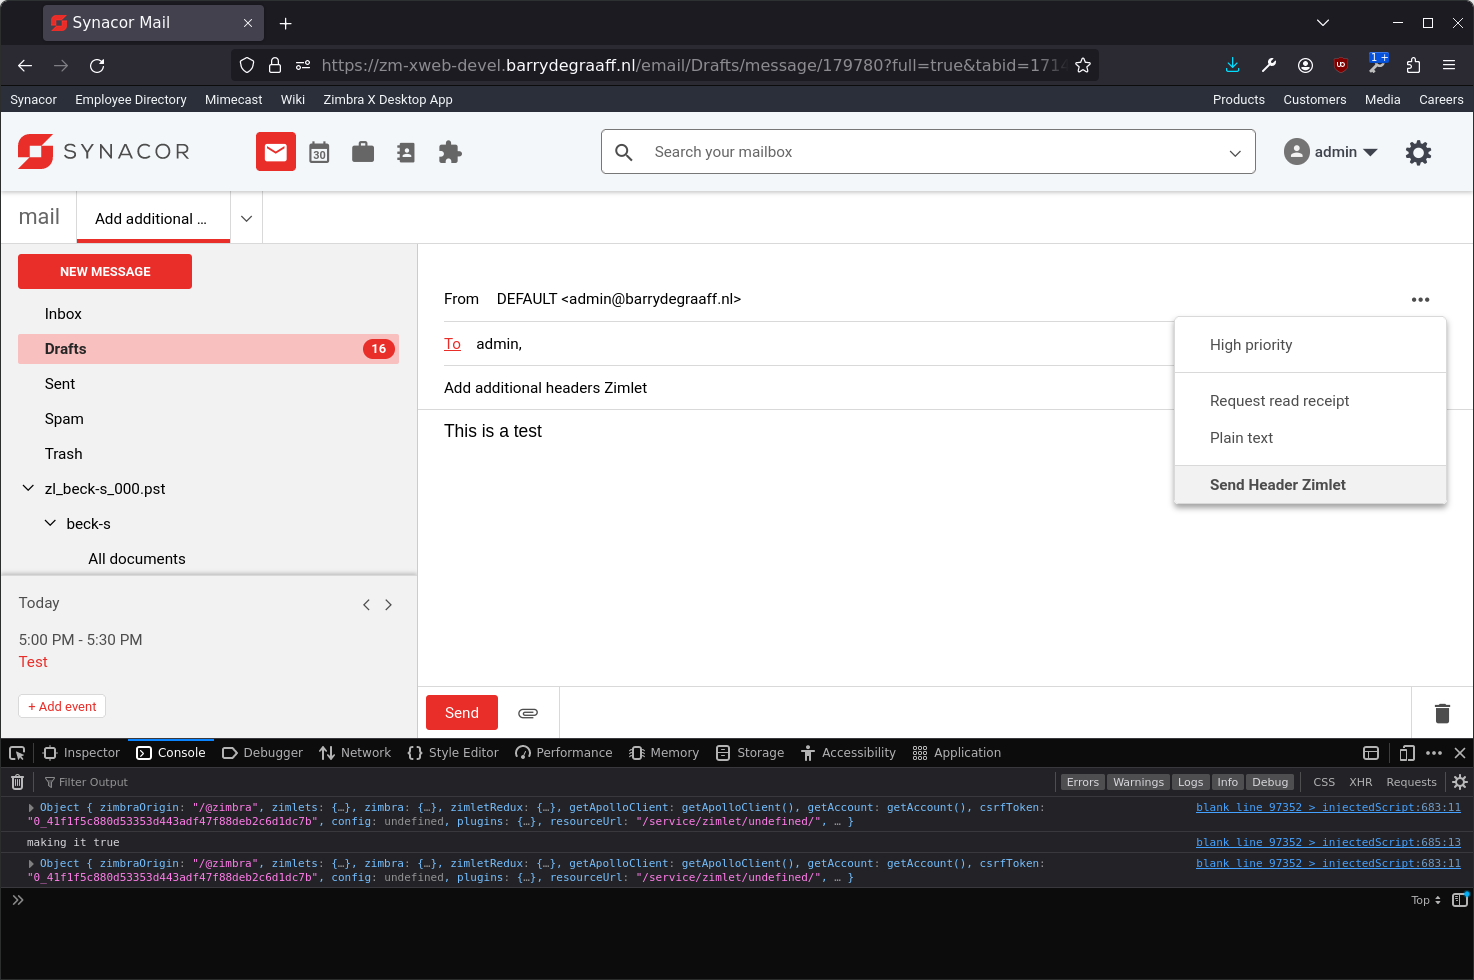 Synacor Mail
https://zm-xweb-devel.barrydegraaff.nl/email/Drafts/message/179780?full=true&tabid=1714
1 +
Synacor Employee Directory Mimecast Wiki Zimbra X Desktop App Products Customers Media Careers
SYNACOR
30
Search your mailbox
admin
mail
Add additional ...
NEW MESSAGE
Inbox
Drafts 16
Sent
Spam
Trash
zl_beck-s_000.pst
beck-s
All documents
Today
5:00 PM - 5:30 PM
Test
+ Add event
From DEFAULT <admin@barrydegraaff.nl>
To admin,
Add additional headers Zimlet
This is a test
High priority
Request read receipt
Plain text
Send Header Zimlet
Send
Inspector Console Debugger Network Style Editor Performance Memory Storage Accessibility Application
Filter Output Errors Warnings Logs Info Debug CSS XHR Requests
Object { zimbraOrigin: "/@zimbra", zimlets: {…}, zimbra: {…}, zimletRedux: {…}, getApolloClient: getApolloClient(), getAccount: getAccount(), csrfToken: blank line 97352 > injectedScript:683:11
"0_41f1f5c880d53353d443adf47f88deb2c6d1dc7b", config: undefined, plugins: {…}, resourceUrl: "/service/zimlet/undefined/", … }
making it true blank line 97352 > injectedScript:685:13
Object { zimbraOrigin: "/@zimbra", zimlets: {…}, zimbra: {…}, zimletRedux: {…}, getApolloClient: getApolloClient(), getAccount: getAccount(), csrfToken: blank line 97352 > injectedScript:683:11
"0_41f1f5c880d53353d443adf47f88deb2c6d1dc7b", config: undefined, plugins: {…}, resourceUrl: "/service/zimlet/undefined/", … }
Top